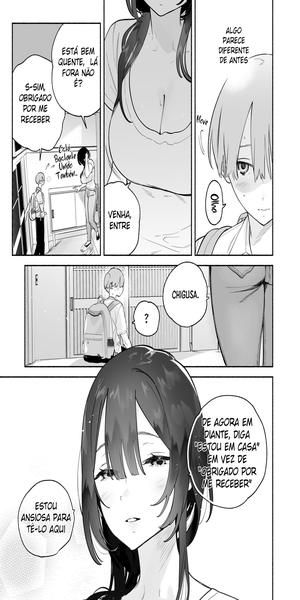 ALGO
PARECE
DIFERENTE
DE ANTES
Move
Olho
VENHA,
ENTRE
ESTÁ BEM
QUENTE, LÁ
FORA NÃO
É?
S-SIM,
OBRIGADO
POR ME
RECEBER
CHIGUSA.
?
DE AGORA EM
DIANTE, DIGA
"ESTOU EM CASA"
EM VEZ DE
"OBRIGADO POR
ME RECEBER"
ESTOU
ANSIOSA PARA
TÊ-LO AQUI